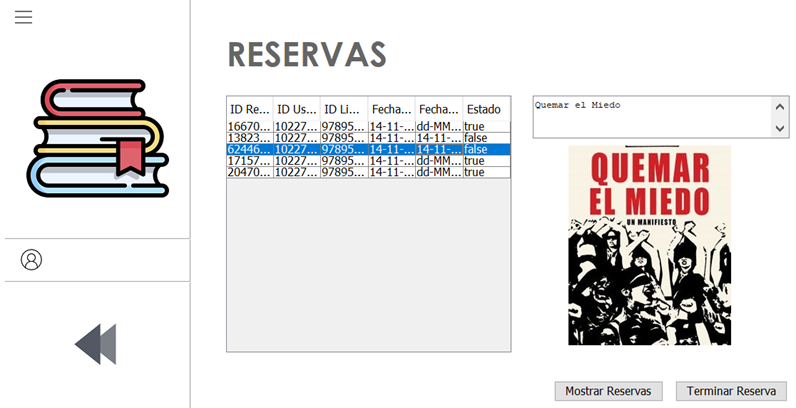 RESERVAS
ID Re... ID Us... ID Li... Fecha... Fecha... Estado
16670... 10227... 97895... 14-11-... dd-MM... true
13823... 10227... 97895... 14-11-... 14-11-... false
62446... 10227... 97895... 14-11-... 14-11-... false
17157... 10227... 97895... 14-11-... dd-MM... true
20470... 10227... 97895... 14-11-... dd-MM... true
Quemar el Miedo
QUEMAR
EL MIEDO
UN MANIFIESTO
Mostrar Reservas Terminar Reserva